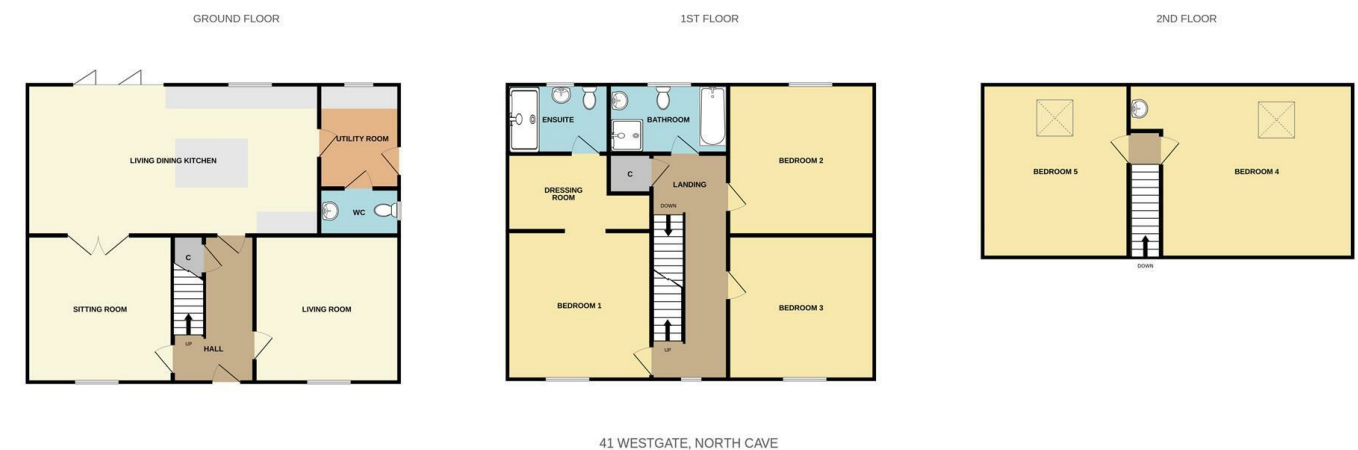 GROUND FLOOR
LIVING DINING KITCHEN
UTILITY ROOM
WC
SITTING ROOM
C
UP
HALL
LIVING ROOM
1ST FLOOR
ENSUITE
BATHROOM
BEDROOM 2
DRESSING
ROOM
C
LANDING
DOWN
BEDROOM 1
UP
BEDROOM 3
2ND FLOOR
BEDROOM 5
BEDROOM 4
DOWN
41 WESTGATE, NORTH CAVE